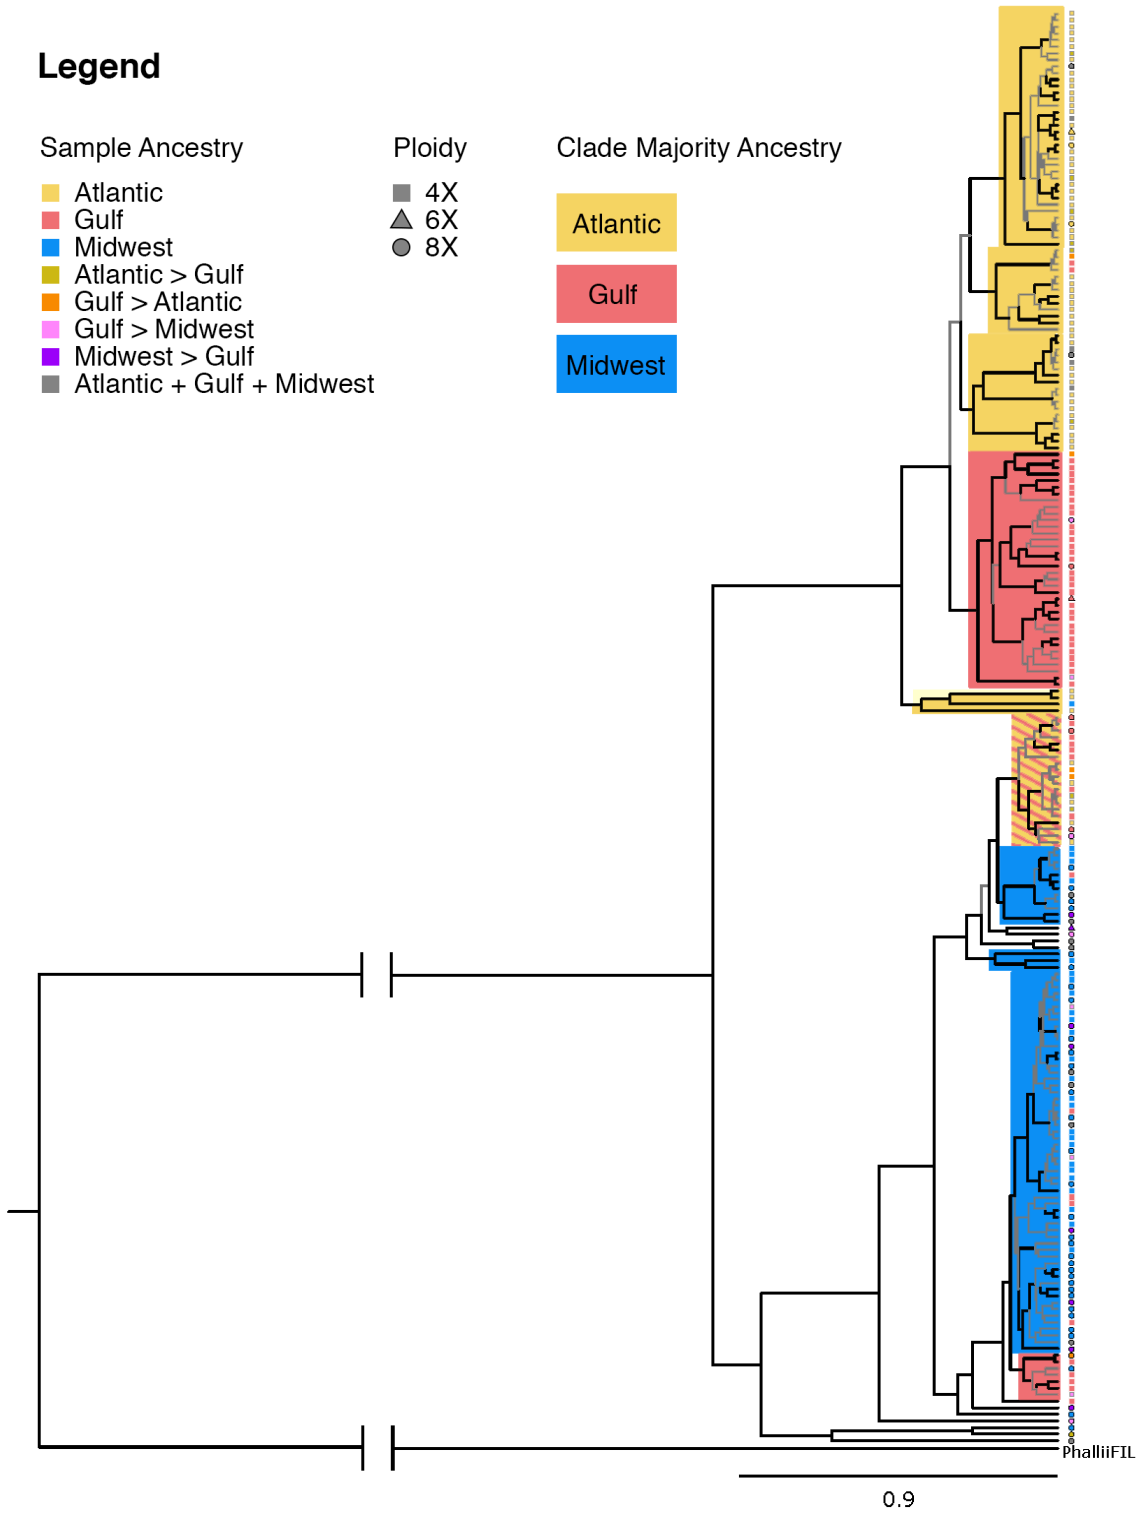 Legend
Sample Ancestry
Atlantic
Gulf
Midwest
Atlantic > Gulf
Gulf > Atlantic
Gulf > Midwest
Midwest > Gulf
Atlantic + Gulf + Midwest
Ploidy
4X
6X
8X
Clade Majority Ancestry
Atlantic
Gulf
Midwest
PhalliiFIL
0.9